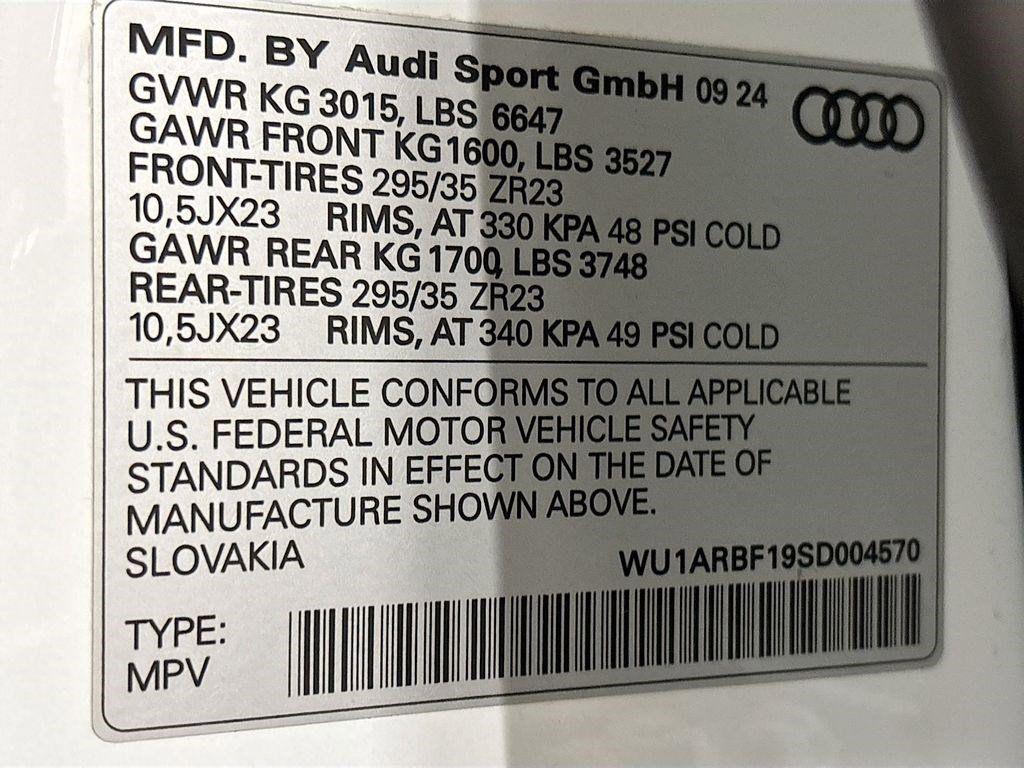 MFD. BY Audi Sport GmbH 09 24
GVWR KG 3015, LBS 6647
GAWR FRONT KG 1600, LBS 3527
FRONT-TIRES 295/35 ZR23
10,5JX23 RIMS, AT 330 KPA 48 PSI COLD
GAWR REAR KG 1700, LBS 3748
REAR-TIRES 295/35 ZR23
10,5JX23 RIMS, AT 340 KPA 49 PSI COLD
THIS VEHICLE CONFORMS TO ALL APPLICABLE
U.S. FEDERAL MOTOR VEHICLE SAFETY
STANDARDS IN EFFECT ON THE DATE OF
MANUFACTURE SHOWN ABOVE.
SLOVAKIA WU1ARBF19SD004570
TYPE:
MPV